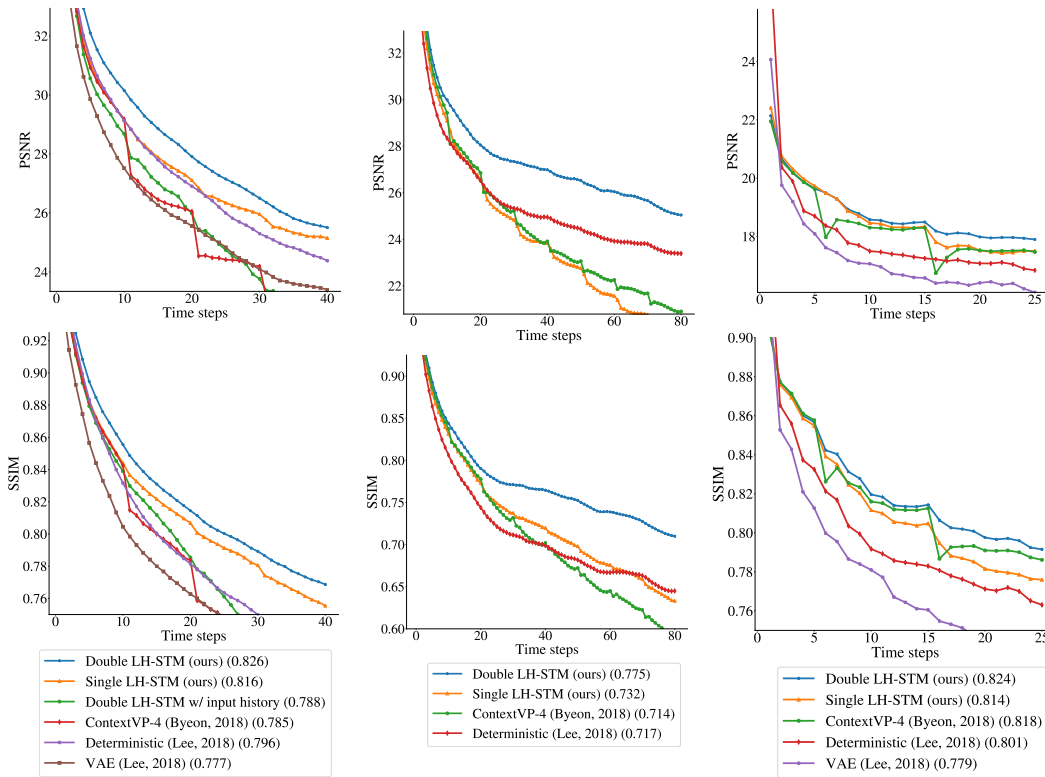 32
30
28
26
24
PSNR
0
10
20
30
40
Time steps
32
30
28
26
24
22
PSNR
0
20
40
60
80
Time steps
24
22
20
18
PSNR
0
5
10
15
20
25
Time steps
0.92
0.90
0.88
0.86
0.84
0.82
0.80
0.78
0.76
SSIM
0
10
20
30
40
Time steps
0.90
0.85
0.80
0.75
0.70
0.65
0.60
SSIM
0
20
40
60
80
Time steps
0.90
0.88
0.86
0.84
0.82
0.80
0.78
0.76
SSIM
0
5
10
15
20
25
Time steps
Double LH-STM (ours) (0.826)
Single LH-STM (ours) (0.816)
Double LH-STM w/ input history (0.788)
ContextVP-4 (Byeon, 2018) (0.785)
Deterministic (Lee, 2018) (0.796)
VAE (Lee, 2018) (0.777)
Double LH-STM (ours) (0.775)
Single LH-STM (ours) (0.732)
ContextVP-4 (Byeon, 2018) (0.714)
Deterministic (Lee, 2018) (0.717)
Double LH-STM (ours) (0.824)
Single LH-STM (ours) (0.814)
ContextVP-4 (Byeon, 2018) (0.818)
Deterministic (Lee, 2018) (0.801)
VAE (Lee, 2018) (0.779)